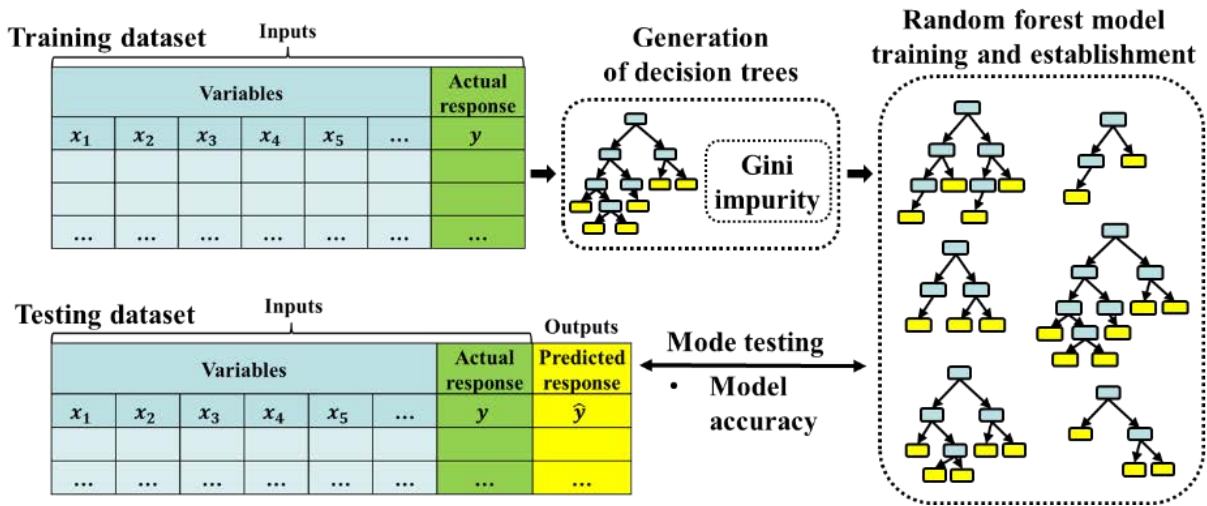 Training dataset
Inputs
Variables
Actual
response
x₁ x₂ x₃ x₄ x₅ ... y
... ... ... ... ... ... ...
Generation
of decision trees
Gini
impurity
Random forest model
training and establishment
Testing dataset
Inputs
Outputs
Variables
Actual
response
Predicted
response
x₁ x₂ x₃ x₄ x₅ ... y ŷ
... ... ... ... ... ... ... ...
Mode testing
• Model
accuracy